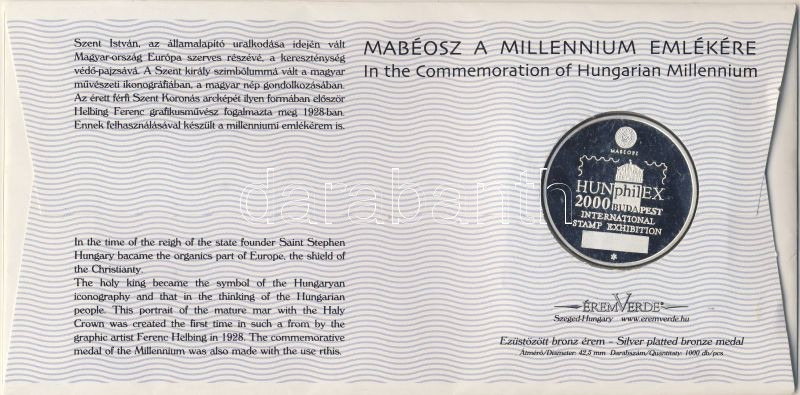 Szent István, az államalapító uralkodása idején vált
Magyar-ország Európa szerves részévé, a kereszténység
védő-pajzsává. A Szent király szimbólummá vált a magyar
művészeti ikonográfiában, a magyar nép gondolkozásában.
Az érett férfi Szent Koronás arcképét ilyen formában először
Helbing Ferenc grafikusművész fogalmazta meg 1928-ban.
Ennek felhasználásával készült a millenniumi emlékérem is.
In the time of the reigh of the state founder Saint Stephen
Hungary bacame the organics part of Europe, the shield of
the Christianty.
The holy king became the symbol of the Hungaryan
iconography and that in the thinking of the Hungarian
people. This portrait of the mature mar with the Haly
Crown was created the first time in such a from by the
graphic artist Ferenc Helbing in 1928. The commemorative
medal of the Millennium was also made with the use rthis.
MABÉOSZ A MILLENNIUM EMLÉKÉRE
In the Commemoration of Hungarian Millennium
MABÉOSZ
HUNphilEX
2000 BUDAPEST
INTERNATIONAL
STAMP EXHIBITION
ÉREMVERDE
Szeged-Hungary www.eremverde.hu
Ezüstözött bronz érem – Silver platted bronze medal
Átmérő/Diameter: 42,5 mm Darabszám/Quantitaty: 1000 db/pcs.
darabanth